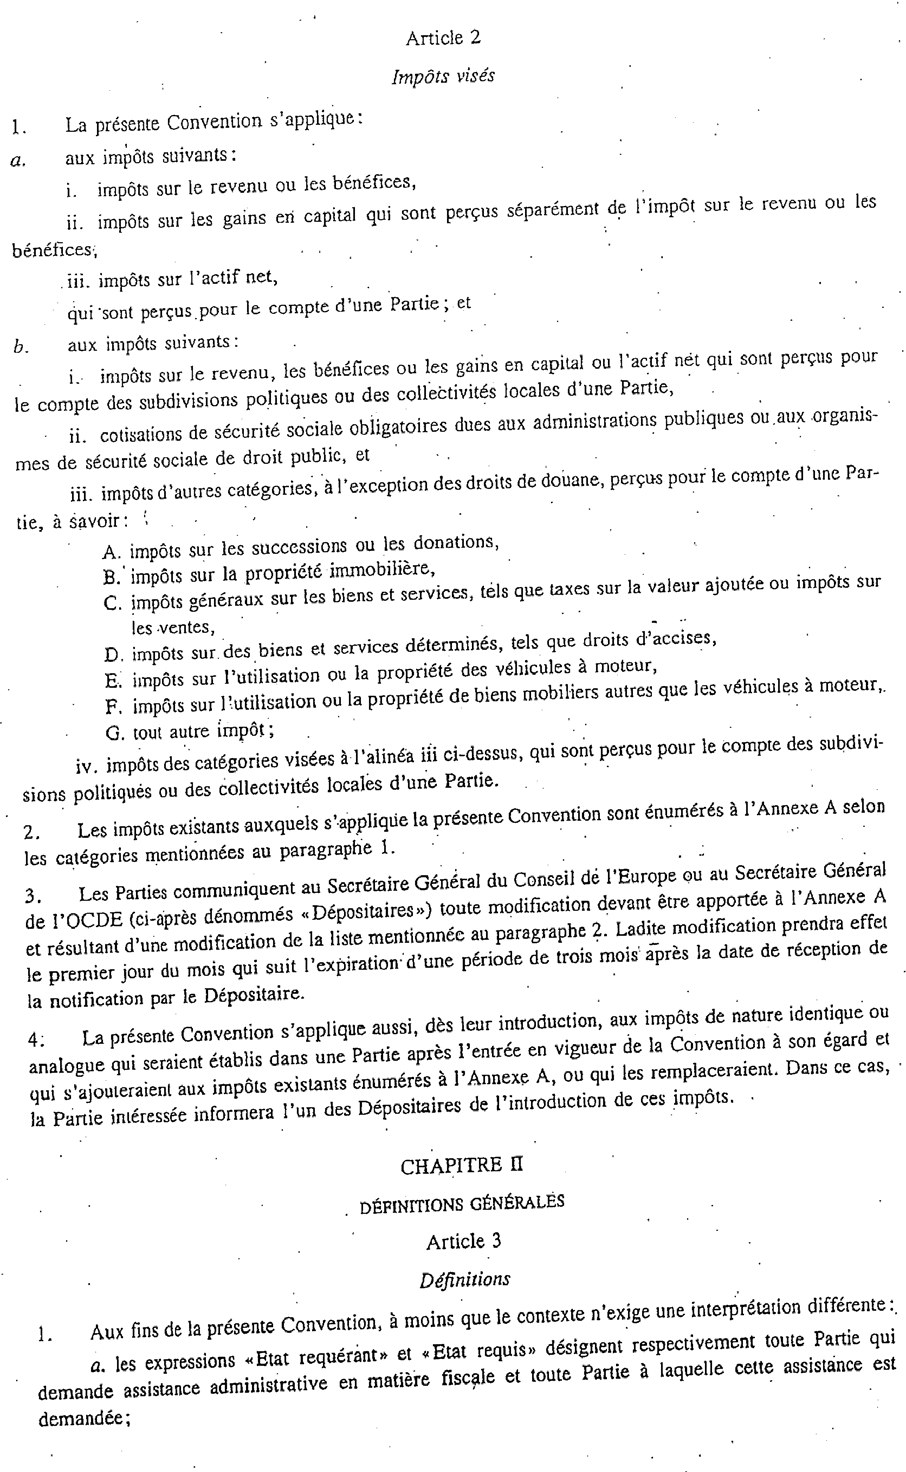 Article 2
Impôts visés
1. La présente Convention s'applique :
a. aux impôts suivants :
i. impôts sur le revenu ou les bénéfices,
ii. impôts sur les gains en capital qui sont perçus séparément de l'impôt sur le revenu ou les
bénéfices,
iii. impôts sur l'actif net,
qui sont perçus pour le compte d'une Partie ; et
b. aux impôts suivants :
i. impôts sur le revenu, les bénéfices ou les gains en capital ou l'actif net qui sont perçus pour
le compte des subdivisions politiques ou des collectivités locales d'une Partie,
ii. cotisations de sécurité sociale obligatoires dues aux administrations publiques ou aux organis-
mes de sécurité sociale de droit public, et
iii. impôts d'autres catégories, à l'exception des droits de douane, perçus pour le compte d'une Par-
tie, à savoir :
A. impôts sur les successions ou les donations,
B. impôts sur la propriété immobilière,
C. impôts généraux sur les biens et services, tels que taxes sur la valeur ajoutée ou impôts sur
les ventes,
D. impôts sur des biens et services déterminés, tels que droits d'accises,
E. impôts sur l'utilisation ou la propriété des véhicules à moteur,
F. impôts sur l'utilisation ou la propriété de biens mobiliers autres que les véhicules à moteur,
G. tout autre impôt ;
iv. impôts des catégories visées à l'alinéa iii ci-dessus, qui sont perçus pour le compte des subdivi-
sions politiques ou des collectivités locales d'une Partie.
2. Les impôts existants auxquels s'applique la présente Convention sont énumérés à l'Annexe A selon
les catégories mentionnées au paragraphe 1.
3. Les Parties communiquent au Secrétaire Général du Conseil de l'Europe ou au Secrétaire Général
de l'OCDE (ci-après dénommés «Dépositaires») toute modification devant être apportée à l'Annexe A
et résultant d'une modification de la liste mentionnée au paragraphe 2. Ladite modification prendra effet
le premier jour du mois qui suit l'expiration d'une période de trois mois après la date de réception de
la notification par le Dépositaire.
4. La présente Convention s'applique aussi, dès leur introduction, aux impôts de nature identique ou
analogue qui seraient établis dans une Partie après l'entrée en vigueur de la Convention à son égard et
qui s'ajouteraient aux impôts existants énumérés à l'Annexe A, ou qui les remplaceraient. Dans ce cas,
la Partie intéressée informera l'un des Dépositaires de l'introduction de ces impôts.
CHAPITRE II
DÉFINITIONS GÉNÉRALES
Article 3
Définitions
1. Aux fins de la présente Convention, à moins que le contexte n'exige une interprétation différente :
a. les expressions «Etat requérant» et «Etat requis» désignent respectivement toute Partie qui
demande assistance administrative en matière fiscale et toute Partie à laquelle cette assistance est
demandée ;